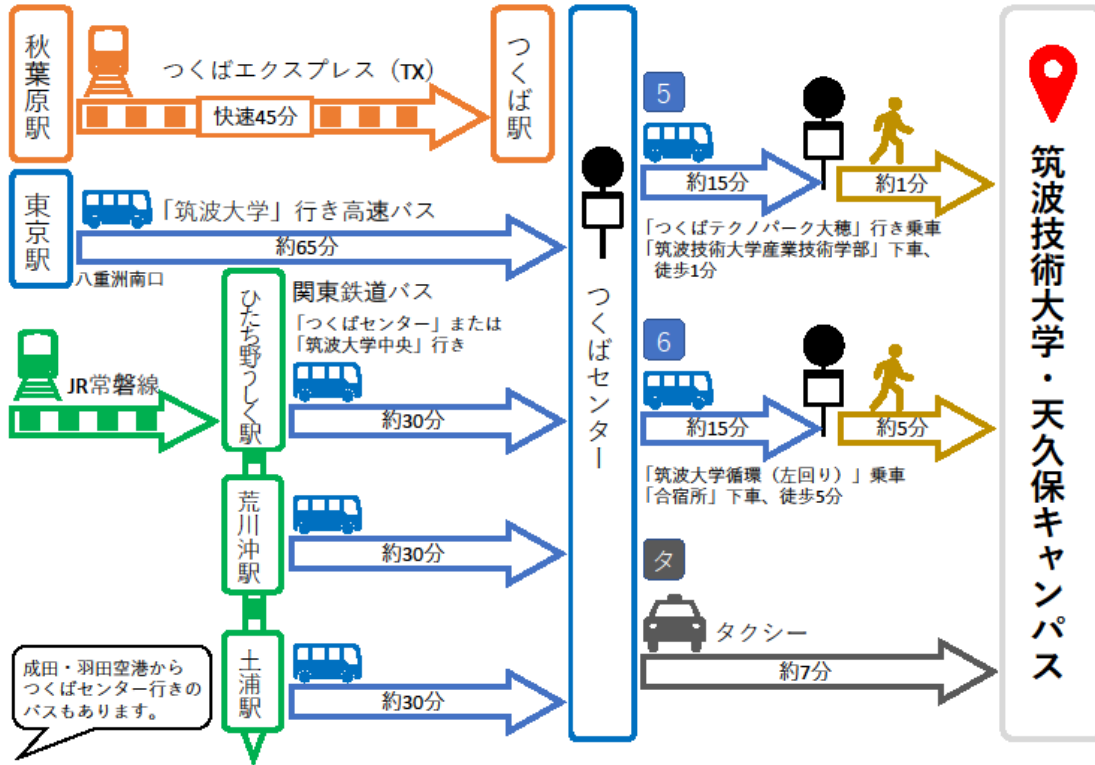 秋葉原駅
つくばエクスプレス（TX）
快速45分
つくば駅
東京駅
「筑波大学」行き高速バス
約65分
八重洲南口
JR常磐線
ひたち野うしく駅
関東鉄道バス
「つくばセンター」または
「筑波大学中央」行き
約30分
荒川沖駅
約30分
土浦駅
約30分
成田・羽田空港から
つくばセンター行きの
バスもあります。
つくばセンター
5
約15分
約1分
「つくばテクノパーク大穂」行き乗車
「筑波技術大学産業技術学部」下車、
徒歩1分
6
約15分
約5分
「筑波大学循環（左回り）」乗車
「合宿所」下車、徒歩5分
タ
タクシー
約7分
筑波技術大学・天久保キャンパス